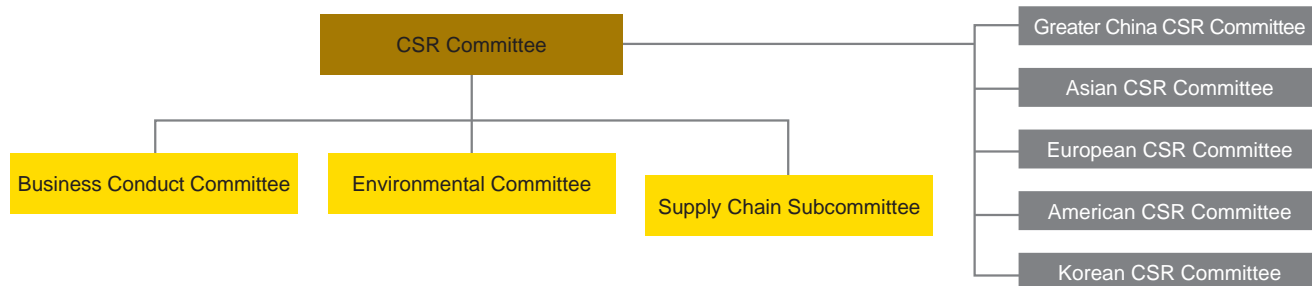 CSR Committee
Business Conduct Committee
Environmental Committee
Supply Chain Subcommittee
Greater China CSR Committee
Asian CSR Committee
European CSR Committee
American CSR Committee
Korean CSR Committee